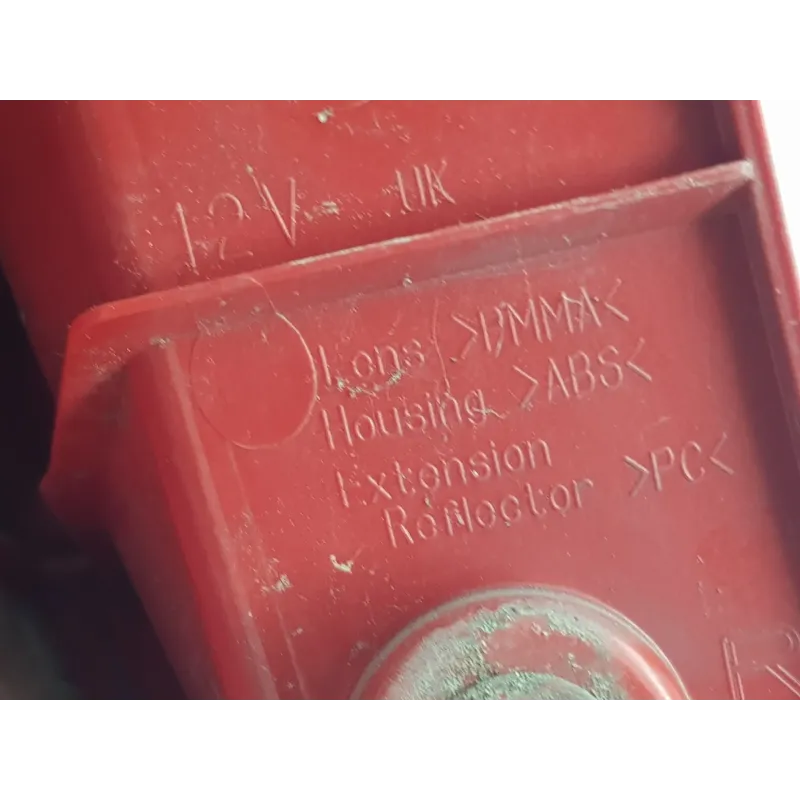 12V- UK
Lens >PMMA<
Housing >ABS<
Extension
Reflector >PC<
R